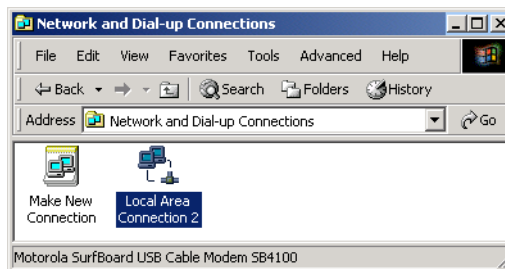 Network and Dial-up Connections
File Edit View Favorites Tools Advanced Help
Back Search Folders History
Address Network and Dial-up Connections Go
Make New Connection
Local Area Connection 2
Motorola SurfBoard USB Cable Modem SB4100